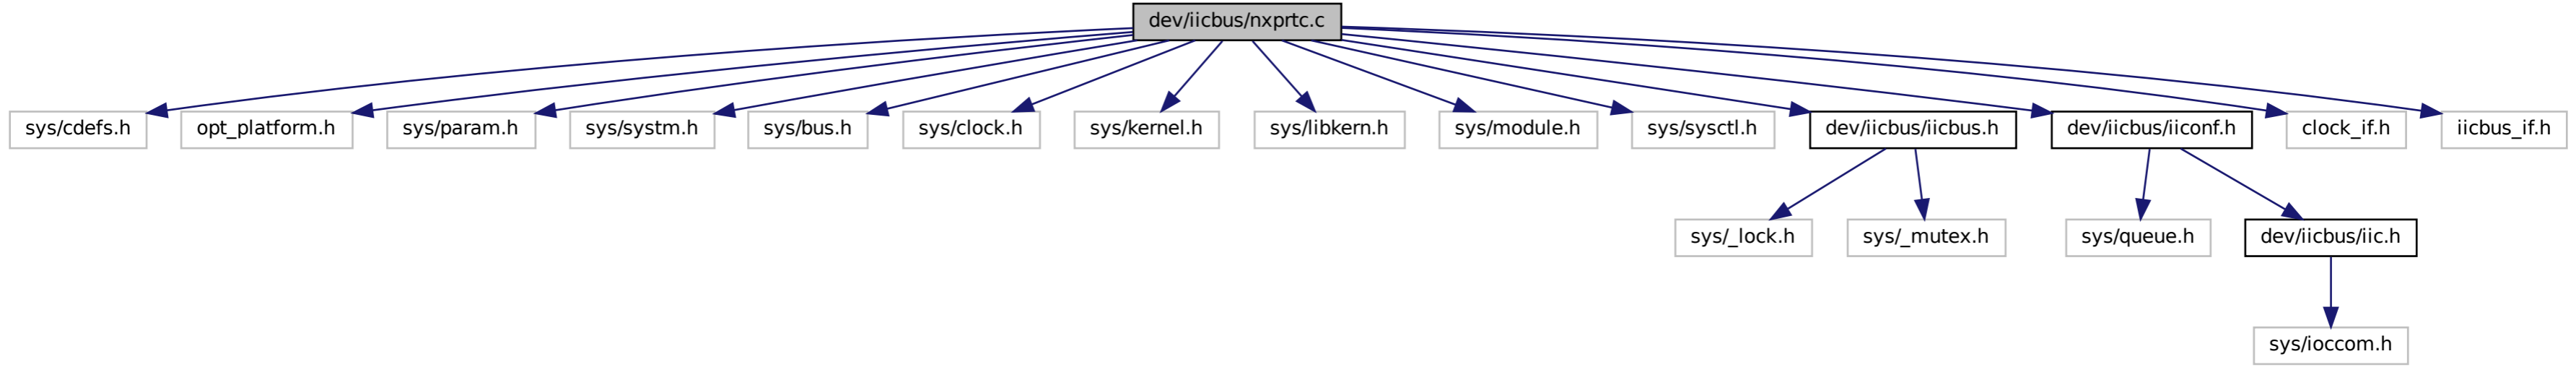 dev/iicbus/nxprtc.c
sys/cdefs.h
opt_platform.h
sys/param.h
sys/systm.h
sys/bus.h
sys/clock.h
sys/kernel.h
sys/libkern.h
sys/module.h
sys/sysctl.h
dev/iicbus/iicbus.h
dev/iicbus/iiconf.h
clock_if.h
iicbus_if.h
sys/_lock.h
sys/_mutex.h
sys/queue.h
dev/iicbus/iic.h
sys/ioccom.h